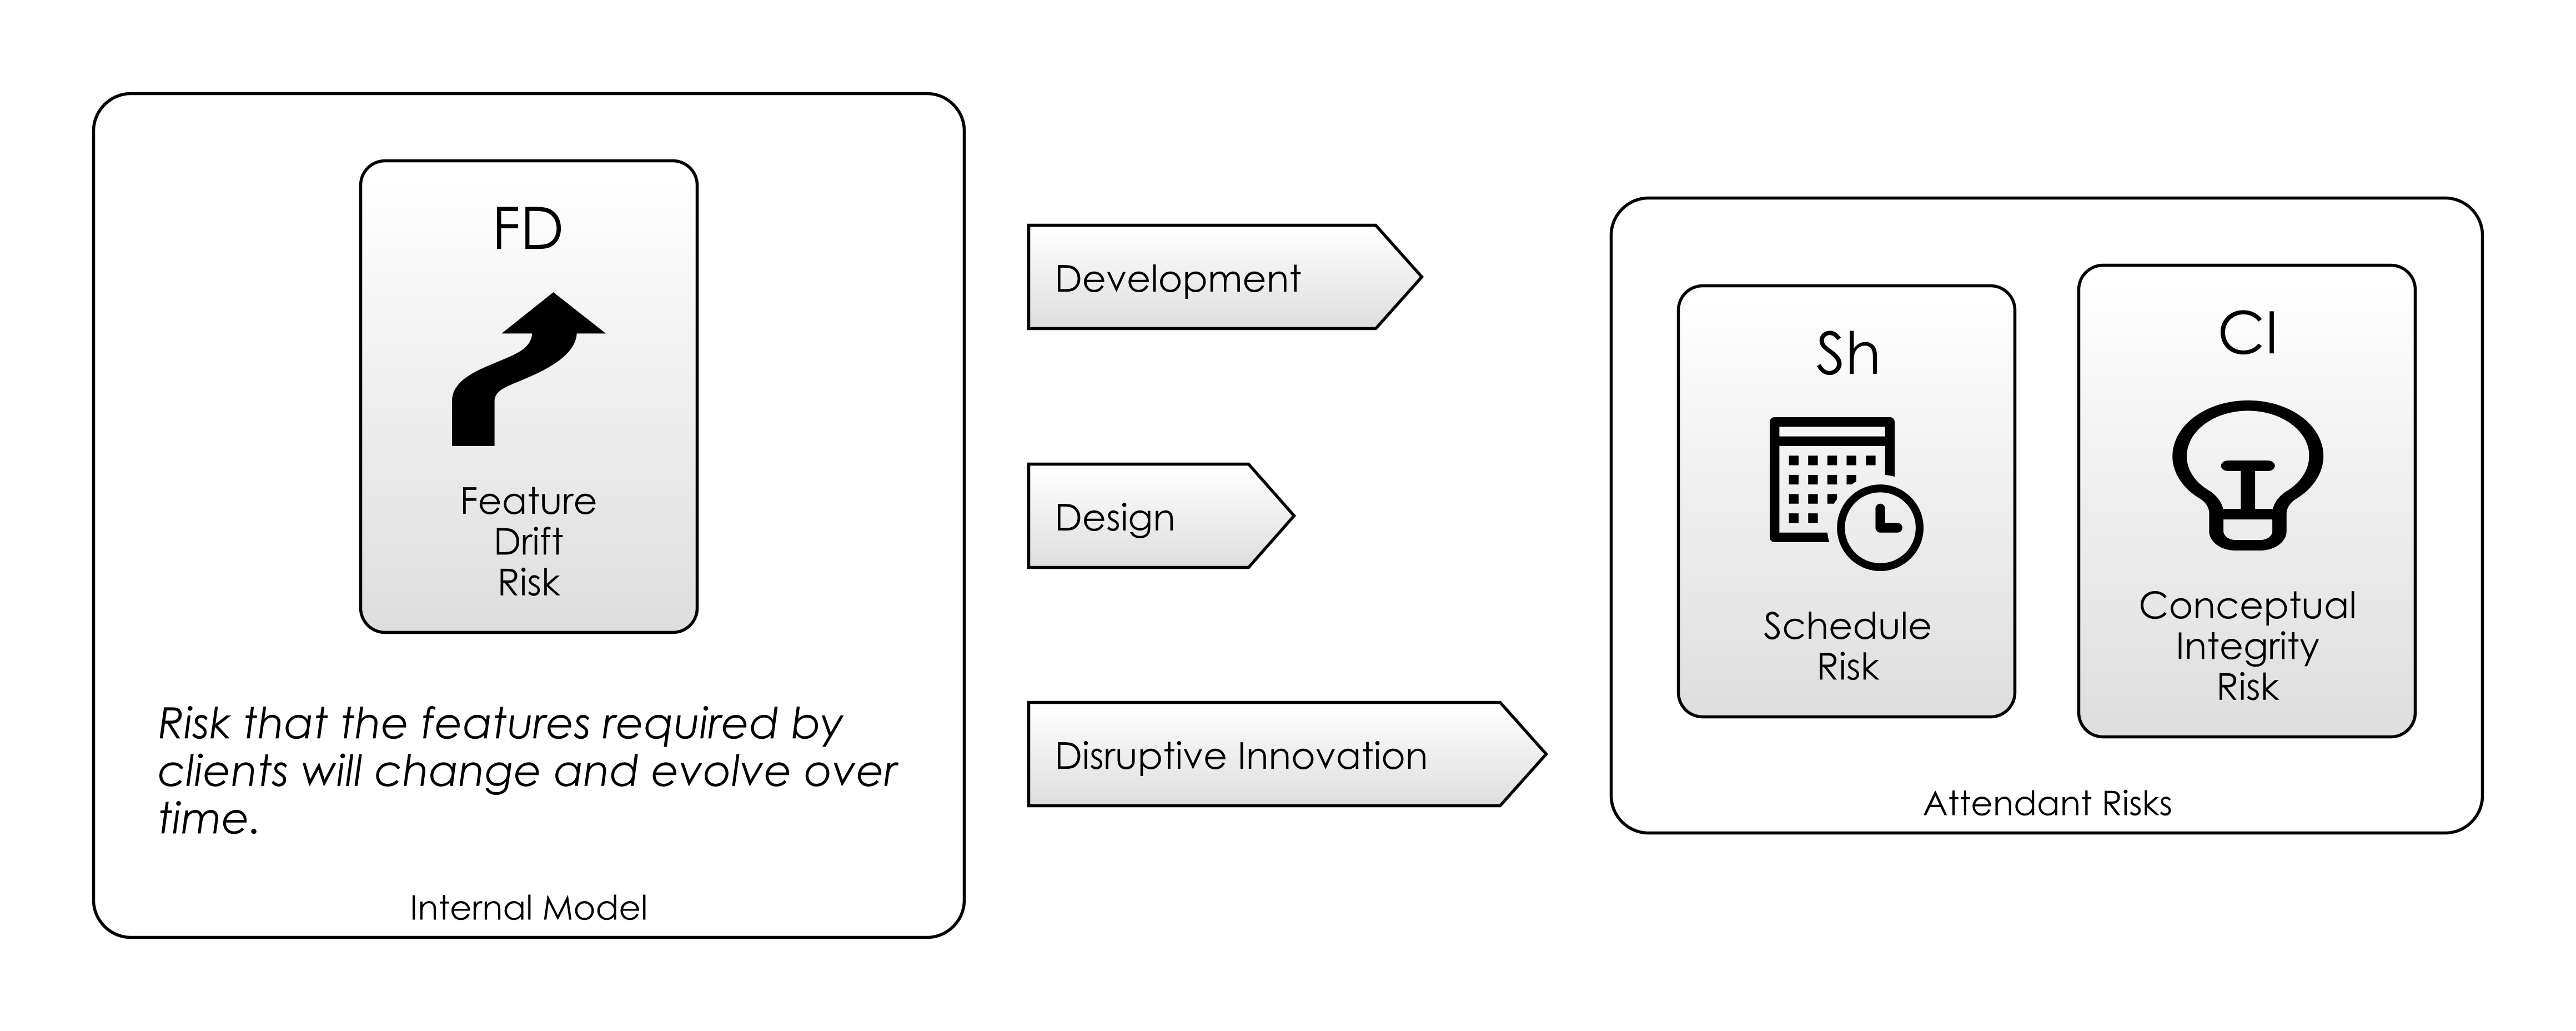 FD
Feature
Drift
Risk
Risk that the features required by
clients will change and evolve over
time.
Internal Model
Development
Design
Disruptive Innovation
Sh
Schedule
Risk
CI
Conceptual
Integrity
Risk
Attendant Risks